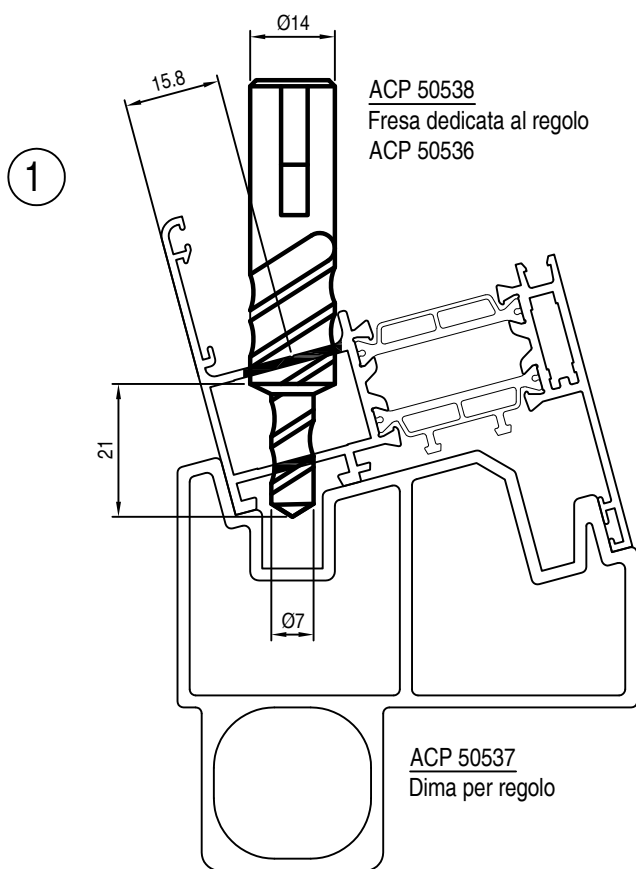 Ø14
15.8
ACP 50538
Fresa dedicata al regolo
ACP 50536
1
21
Ø7
ACP 50537
Dima per regolo